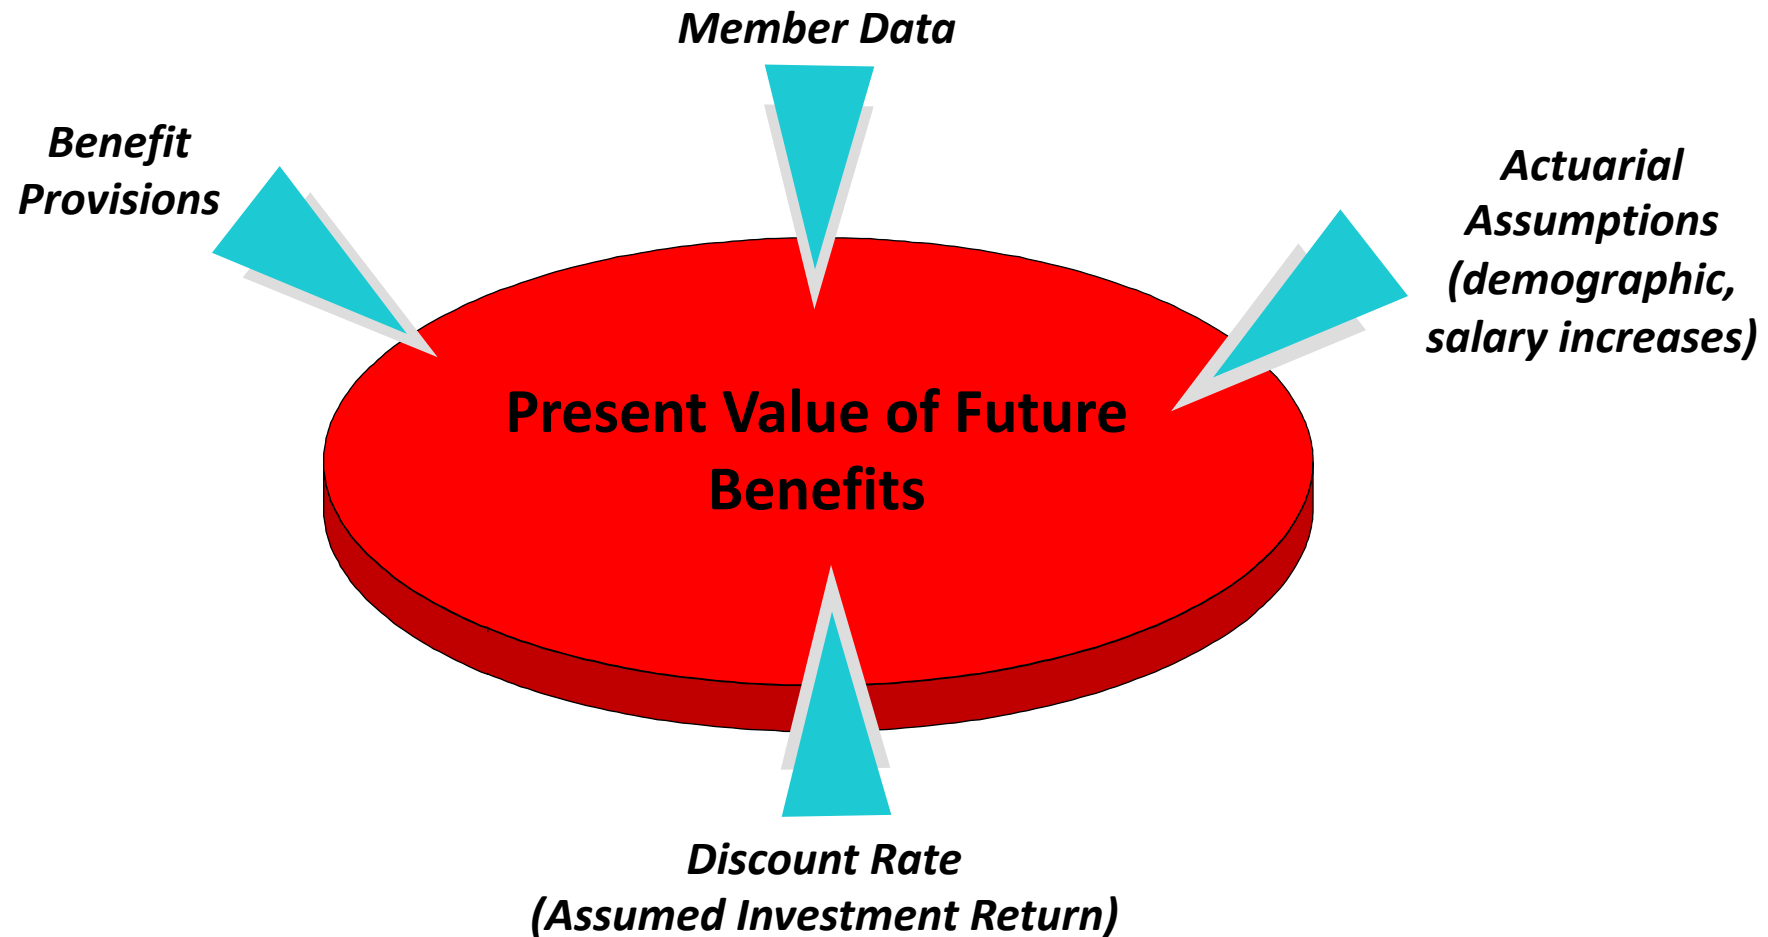 Member Data
Benefit
Provisions
Actuarial
Assumptions
(demographic,
salary increases)
Present Value of Future
Benefits
Discount Rate
(Assumed Investment Return)